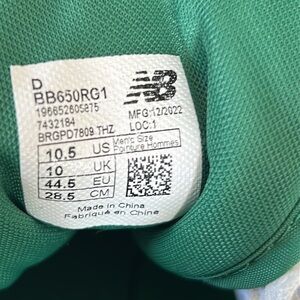 D
BB650RG1
196652605875
7432184
BRGPD7809 THZ
MFG:12/2022
LOC:1
Men's Size
Pointure Hommes
10.5 US
10 UK
44.5 EU
28.5 CM
Made in China
Fabriqué en Chine